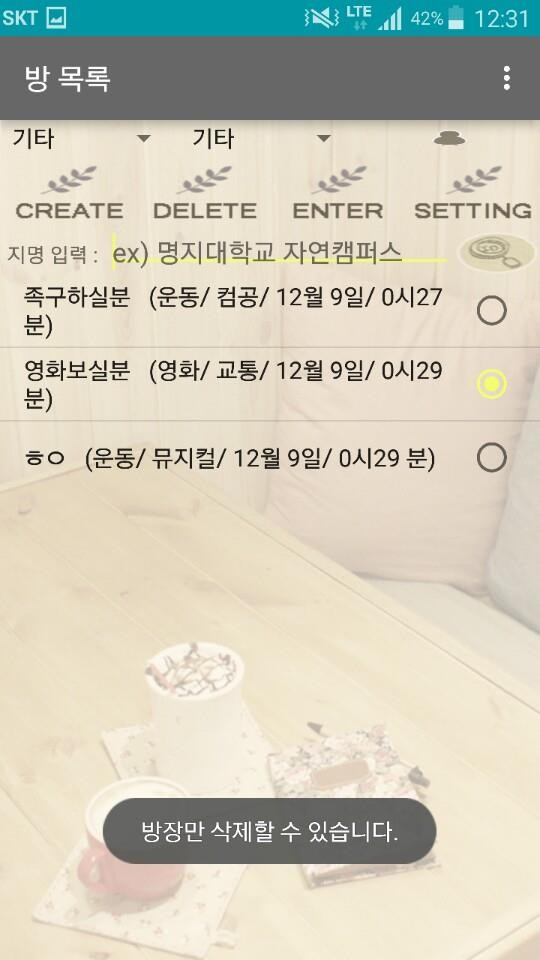 SKT LTE 42% 12:31
방 목록
기타 기타
CREATE DELETE ENTER SETTING
지명 입력 : ex) 명지대학교 자연캠퍼스
족구하실분 (운동/ 컴공/ 12월 9일/ 0시27
분)
영화보실분 (영화/ 교통/ 12월 9일/ 0시29
분)
ㅎㅇ (운동/ 뮤지컬/ 12월 9일/ 0시29 분)
방장만 삭제할 수 있습니다.